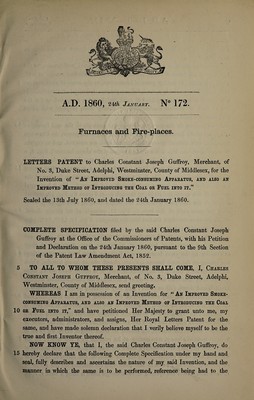 A.D. 1860, 24th JANUARY. Nº 172.
Furnaces and Fire-places.
LETTERS PATENT to Charles Constant Joseph Guffroy, Merchant, of
No. 3, Duke Street, Adelphi, Westminster, County of Middlesex, for the
Invention of "AN IMPROVED SMOKE-CONSUMING APPARATUS, AND ALSO AN
IMPROVED METHOD OF INTRODUCING THE COAL OR FUEL INTO IT."
Sealed the 13th July 1860, and dated the 24th January 1860.
COMPLETE SPECIFICATION filed by the said Charles Constant Joseph
Guffroy at the Office of the Commissioners of Patents, with his Petition
and Declaration on the 24th January 1860, pursuant to the 9th Section
of the Patent Law Amendment Act, 1852.
5 TO ALL TO WHOM THESE PRESENTS SHALL COME, I, CHARLES
CONSTANT JOSEPH GUFFROY, Merchant, of No. 3, Duke Street, Adelphi,
Westminster, County of Middlesex, send greeting.
WHEREAS I am in possession of an Invention for "AN IMPROVED SMOKE-
CONSUMING APPARATUS, AND ALSO AN IMPROVED METHOD OF INTRODUCING THE COAL
10 OR FUEL INTO IT," and have petitioned Her Majesty to grant unto me, my
executors, administrators, and assigns, Her Royal Letters Patent for the
same, and have made solemn declaration that I verily believe myself to be the
true and first Inventor thereof.
NOW KNOW YE, that I, the said Charles Constant Joseph Guffroy, do
15 hereby declare that the following Complete Specification under my hand and
seal, fully describes and ascertains the nature of my said Invention, and the
manner in which the same is to be performed, reference being had to the